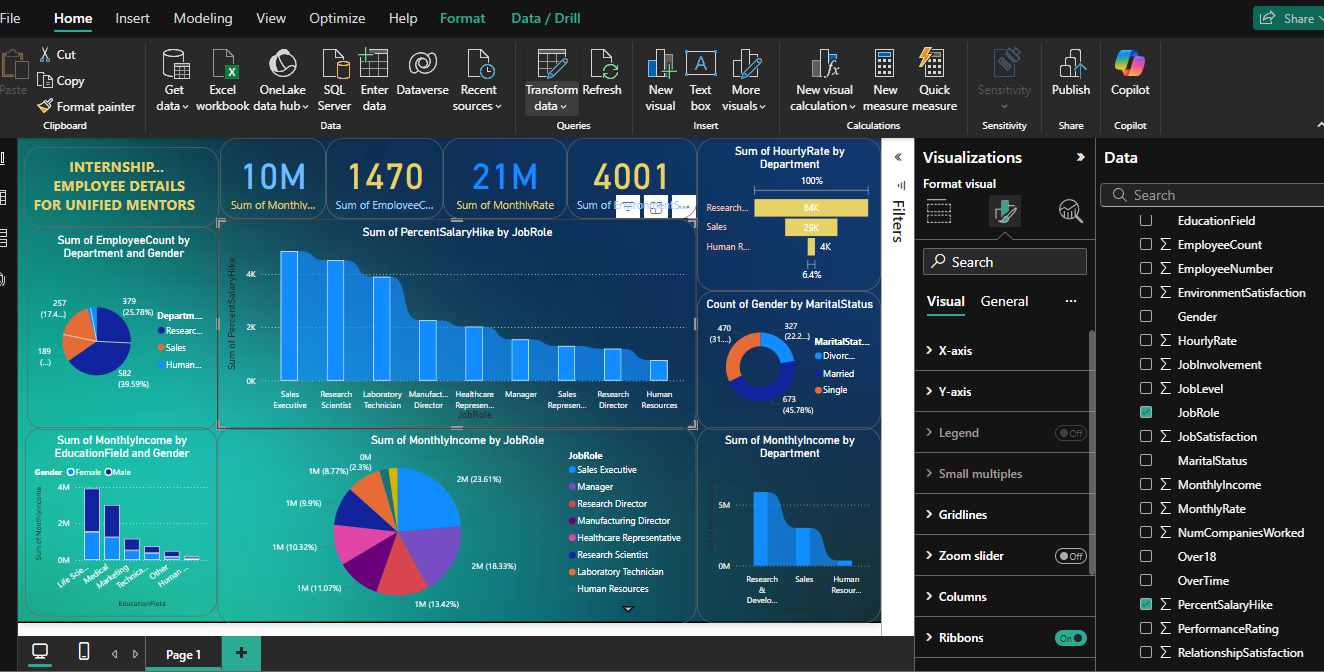 File Home Insert Modeling View Optimize Help Format Data / Drill Share
Paste
Cut
Copy
Format painter
Clipboard
Get data
Excel workbook
OneLake data hub
SQL Server
Enter data
Dataverse
Recent sources
Data
Transform data
Refresh
Queries
New visual
Text box
More visuals
Insert
New visual calculation
New measure
Quick measure
Calculations
Sensitivity
Sensitivity
Publish
Share
Copilot
Copilot
INTERNSHIP...
EMPLOYEE DETAILS
FOR UNIFIED MENTORS
10M
Sum of Monthly...
1470
Sum of EmployeeC...
21M
Sum of MonthlyRate
4001
Sum of EnvironmentS...
Sum of HourlyRate by
Department
100%
Research... 64K
Sales 29K
Human R... 4K
6.4%
Sum of EmployeeCount by
Department and Gender
257
(17.4...)
379
(25.78%)
189
(...)
582
(39.59%)
Departm...
Researc...
Sales
Human...
Sum of PercentSalaryHike by JobRole
Sum of PercentSalaryHike
4K
2K
0K
Sales Executive
Research Scientist
Laboratory Technician
Manufact... Director
Healthcare Represen...
Manager
Sales Represen...
Research Director
Human Resources
JobRole
Count of Gender by MaritalStatus
470
(31....)
327
(22.2...)
673
(45.78%)
MaritalStat...
Divorc...
Married
Single
Sum of MonthlyIncome by
EducationField and Gender
Gender Female Male
Sum of MonthlyIncome
4M
2M
0M
Life Scie...
Medical
Marketing
Technica...
Other
Human ...
EducationField
Sum of MonthlyIncome by JobRole
0M
(2.3%)
1M (8.77%)
1M (9.9%)
1M (10.32%)
1M (11.07%)
1M (13.42%)
2M (18.33%)
2M (23.61%)
JobRole
Sales Executive
Manager
Research Director
Manufacturing Director
Healthcare Representative
Research Scientist
Laboratory Technician
Human Resources
Sum of MonthlyIncome by
Department
5M
0M
Research & Develo...
Sales
Human Resour...
Filters
Visualizations
Format visual
Search
Visual General ...
X-axis
Y-axis
Legend Off
Small multiples
Gridlines
Zoom slider Off
Columns
Ribbons On
Data
Search
EducationField
EmployeeCount
EmployeeNumber
EnvironmentSatisfaction
Gender
HourlyRate
JobInvolvement
JobLevel
JobRole
JobSatisfaction
MaritalStatus
MonthlyIncome
MonthlyRate
NumCompaniesWorked
Over18
OverTime
PercentSalaryHike
PerformanceRating
RelationshipSatisfaction
Page 1 +